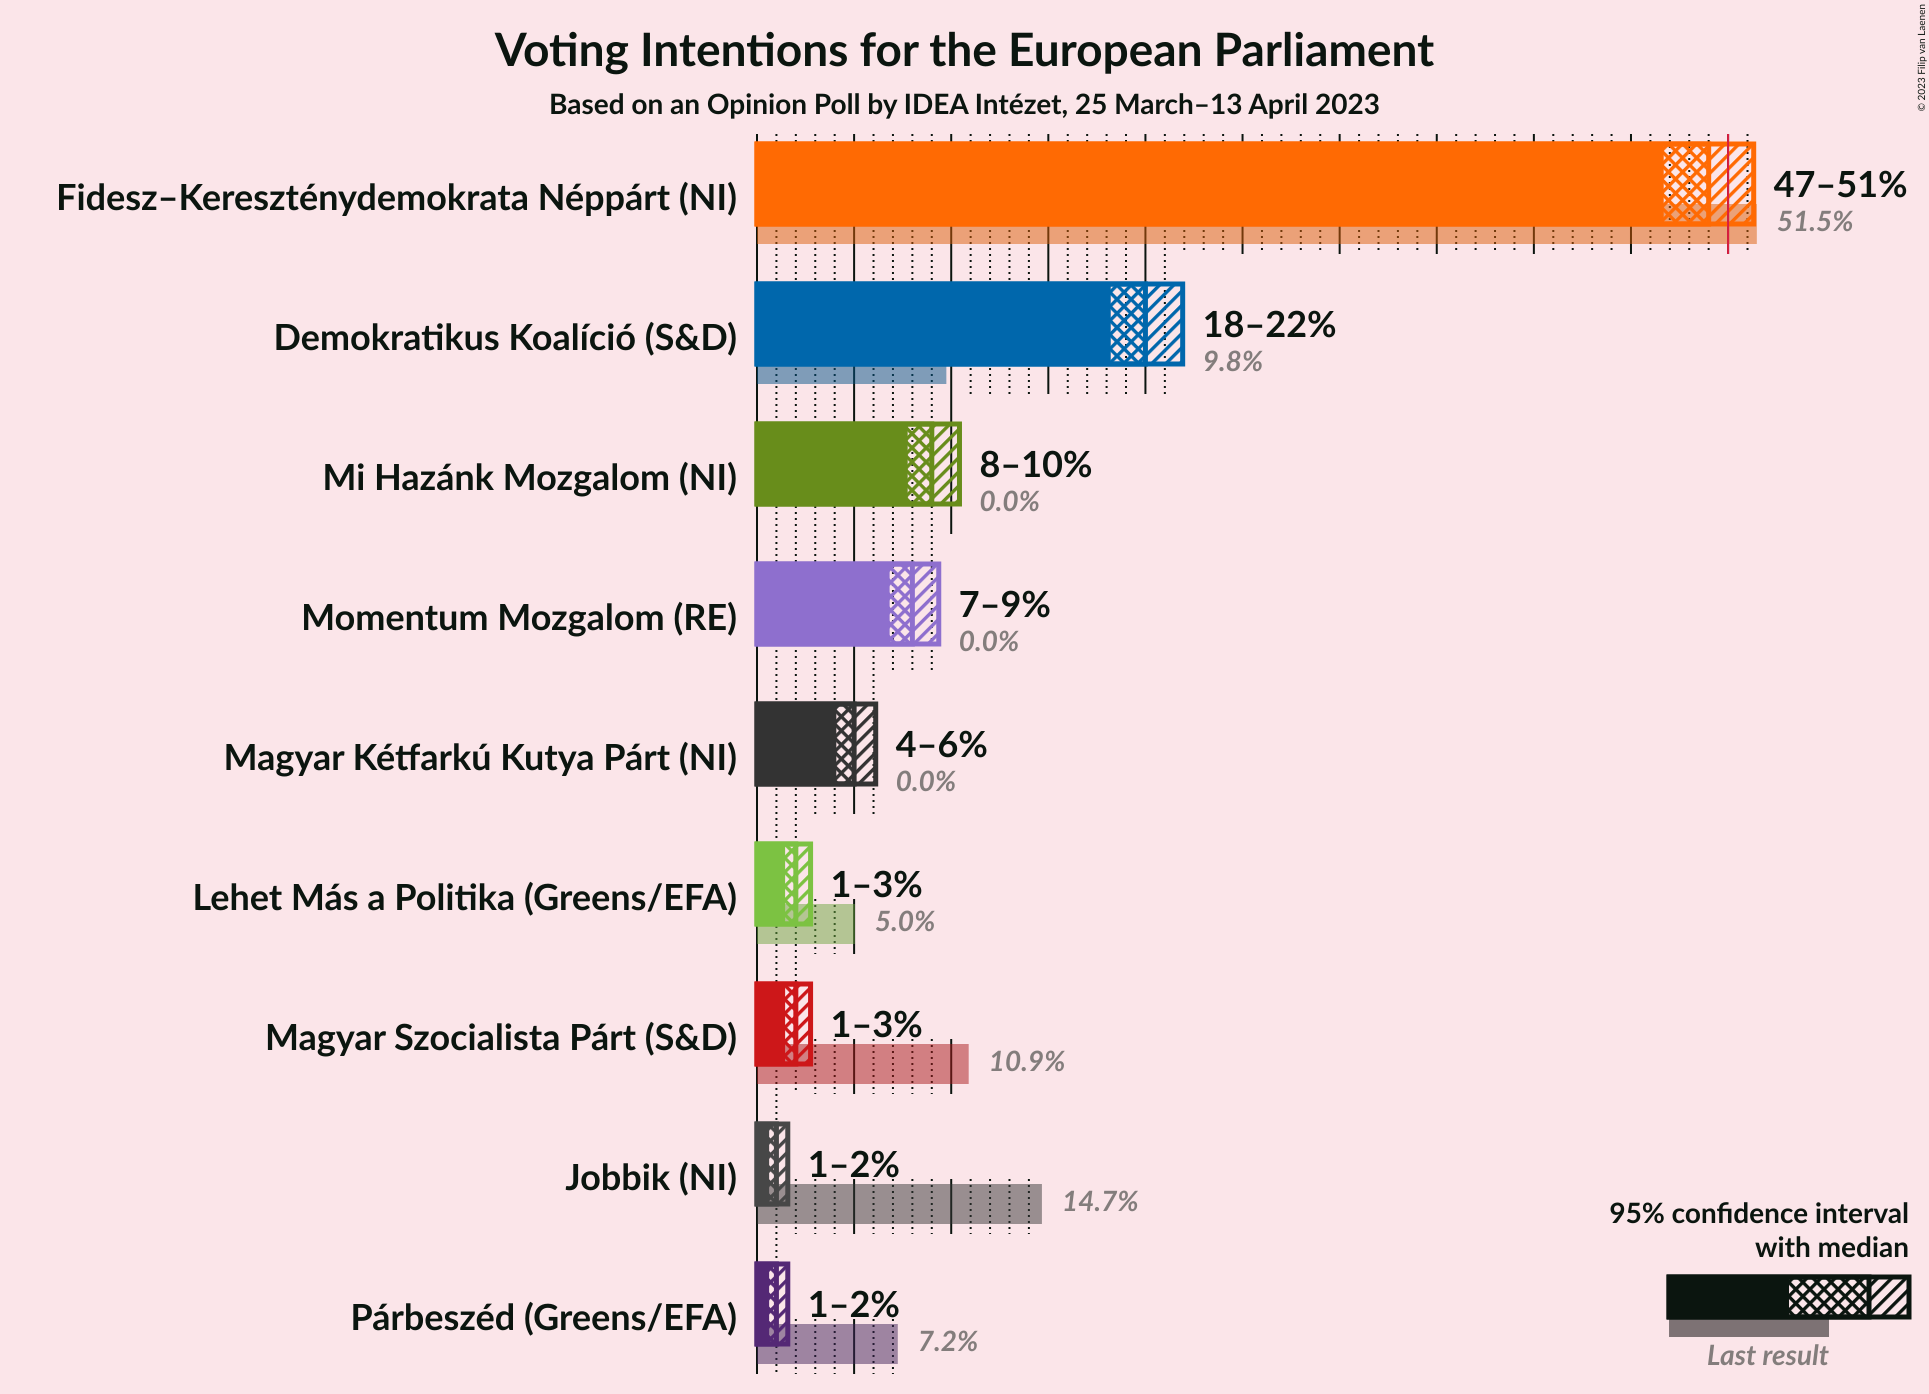 Voting Intentions for the European Parliament
Based on an Opinion Poll by IDEA Intézet, 25 March–13 April 2023
© 2023 Filip van Laenen
Fidesz–Kereszténydemokrata Néppárt (NI)
47–51%
51.5%
Demokratikus Koalíció (S&D)
18–22%
9.8%
Mi Hazánk Mozgalom (NI)
8–10%
0.0%
Momentum Mozgalom (RE)
7–9%
0.0%
Magyar Kétfarkú Kutya Párt (NI)
4–6%
0.0%
Lehet Más a Politika (Greens/EFA)
1–3%
5.0%
Magyar Szocialista Párt (S&D)
1–3%
10.9%
Jobbik (NI)
1–2%
14.7%
Párbeszéd (Greens/EFA)
1–2%
7.2%
95% confidence interval
with median
Last result